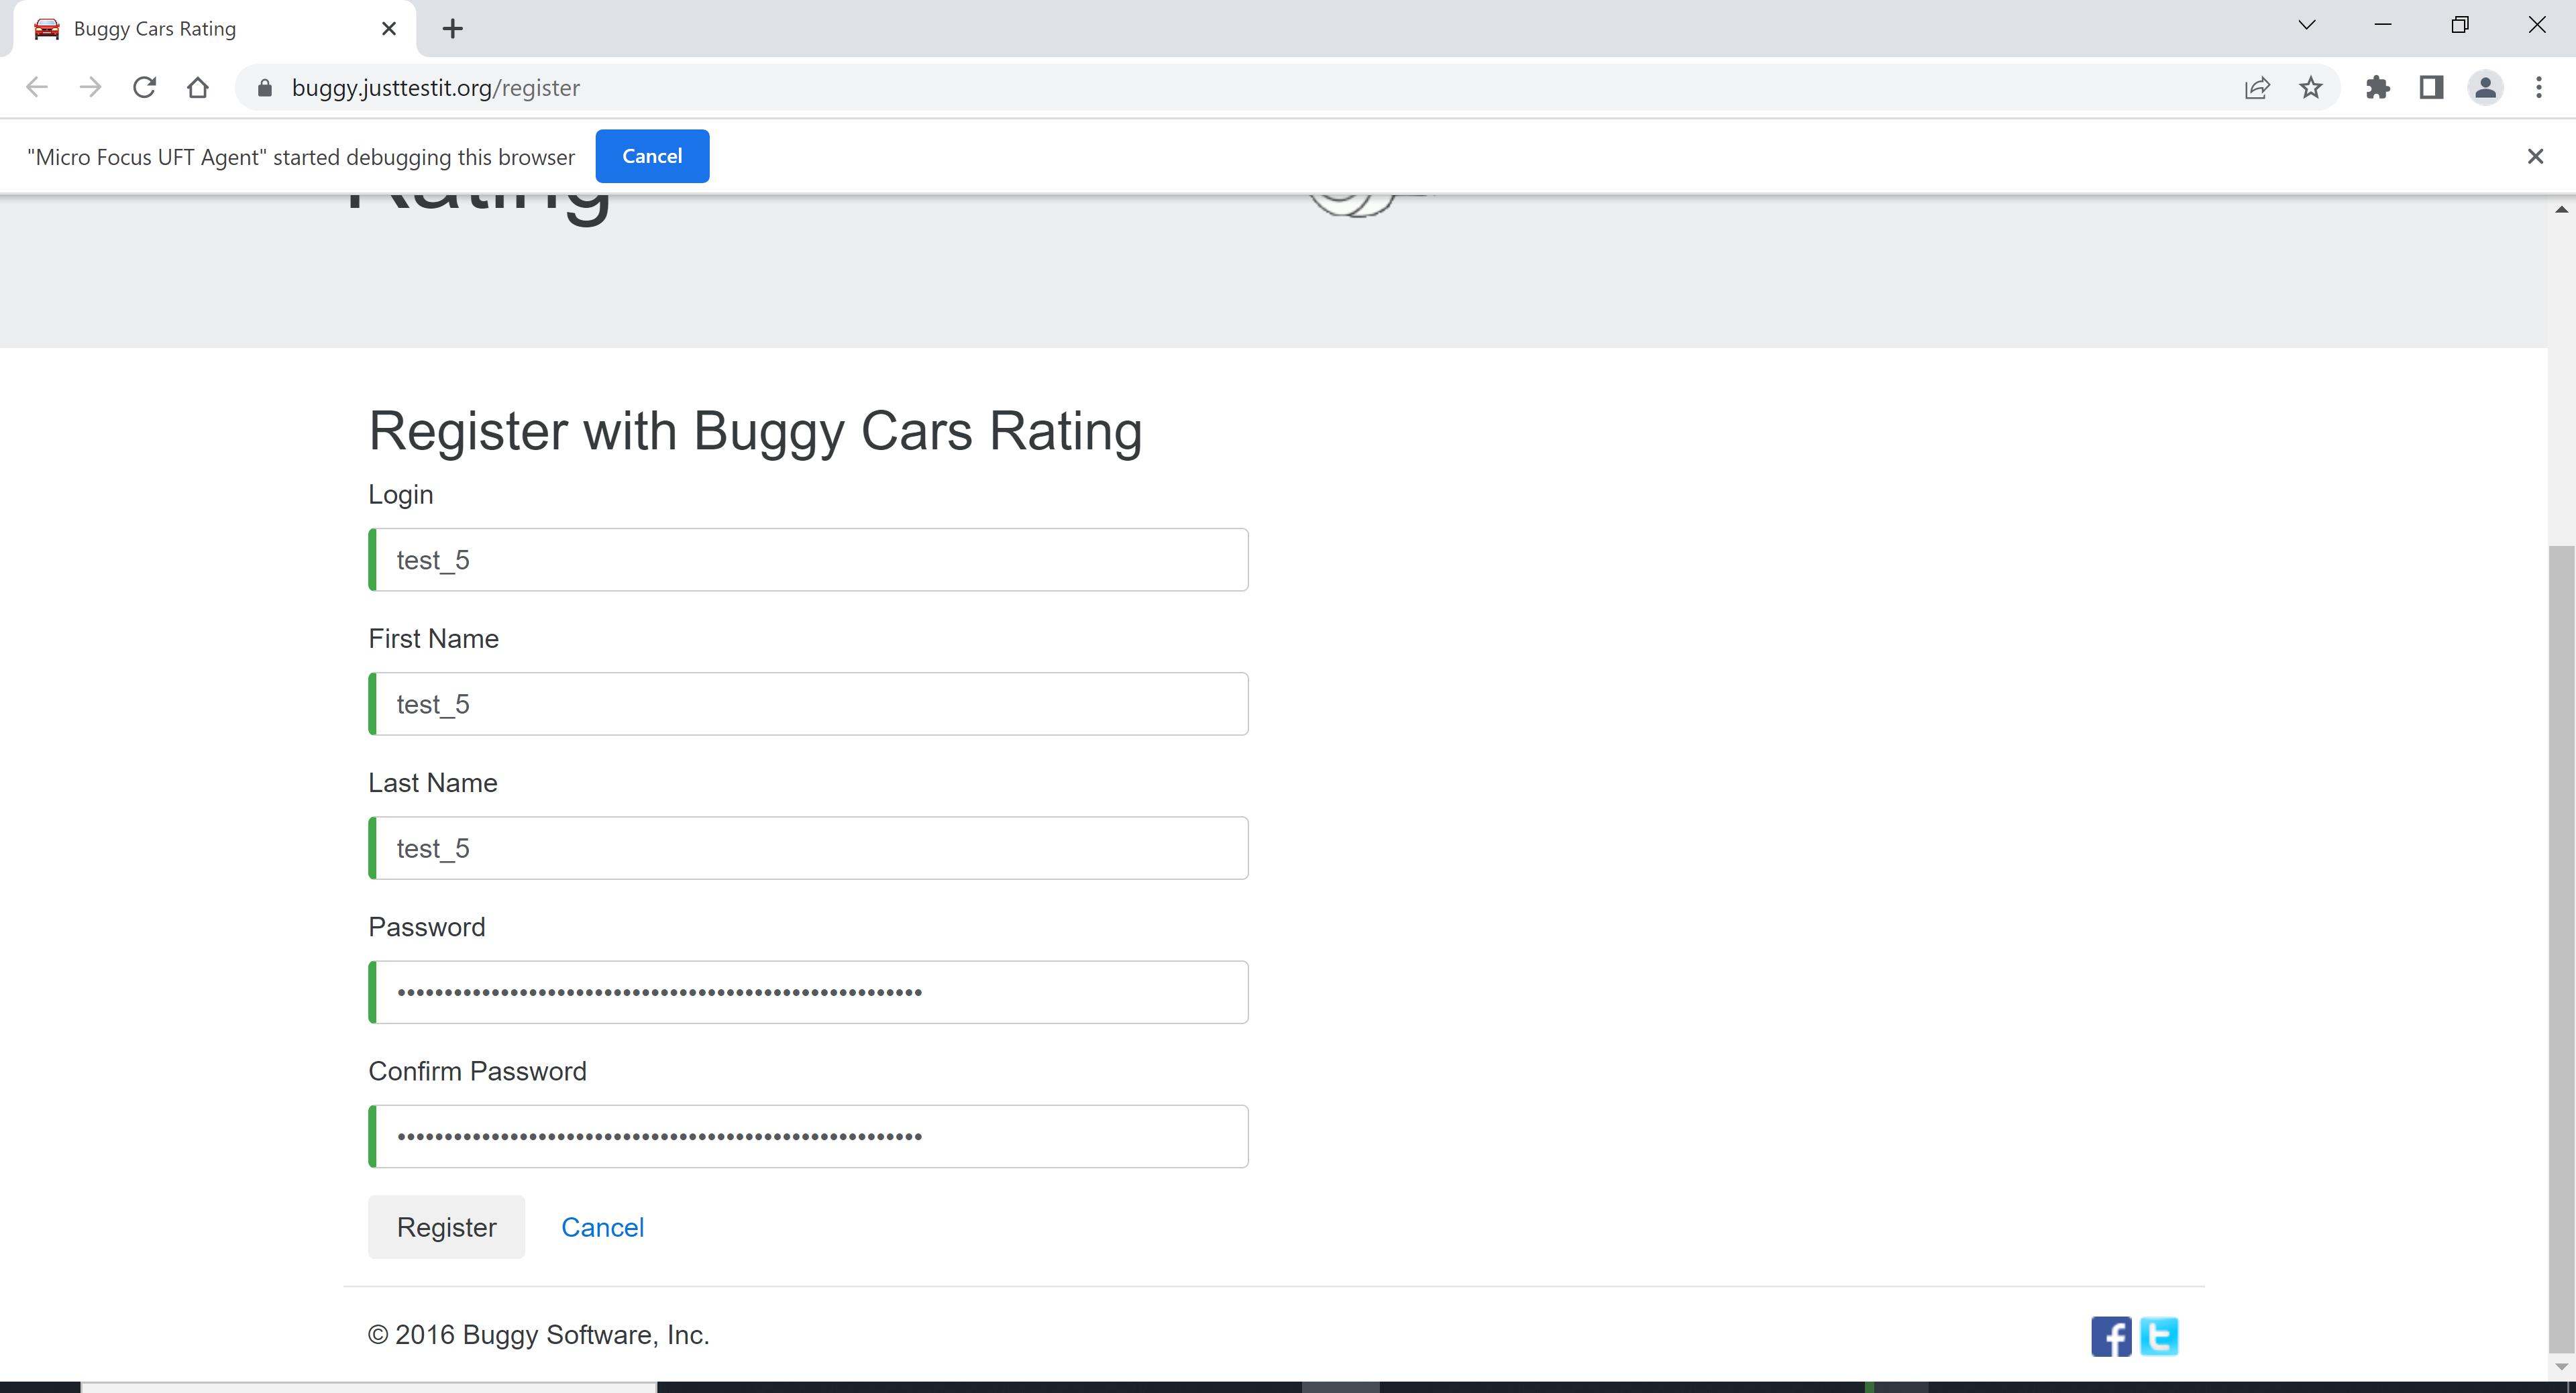 Buggy Cars Rating
buggy.justtestit.org/register
"Micro Focus UFT Agent" started debugging this browser Cancel
Rating
Register with Buggy Cars Rating
Login
test_5
First Name
test_5
Last Name
test_5
Password
Confirm Password
Register Cancel
© 2016 Buggy Software, Inc.